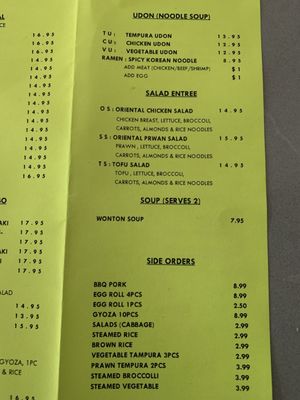 AL
CE
16.95
16.95
16.95
14.95
14.95
14.95
14.95
14.95
14.95
14.95
14.95
14.95
16.95
BO
AKI 17.95
17.95
17.95
AKI 17.95
17.95
SALAD
14.95
13.95
15.95
GYOZA, 1PC
& RICE
UDON (NOODLE SOUP)
TU: TEMPURA UDON 13.95
CU: CHICKEN UDON 12.95
VU: VEGETABLE UDON 12.95
RAMEN: SPICY KOREAN NOODLE 8.95
ADD MEAT (CHICKEN/BEEF/SHRIMP) $1
ADD EGG $1
SALAD ENTREE
OS: ORIENTAL CHICKEN SALAD 14.95
CHICKEN BREAST, LETTUCE, BROCCOLI,
CARROTS, ALMONDS & RICE NOODLES
SS: ORIENTAL PRWAN SALAD 15.95
PRAWN, LETTUCE, BROCCOLI,
CARROTS, ALMONDS & RICE NOODLES
TS: TOFU SALAD 14.95
TOFU, LETTUCE, BROCCOLI,
CARROTS, ALMONDS & RICE NOODLES
SOUP (SERVES 2)
WONTON SOUP 7.95
SIDE ORDERS
BBQ PORK 8.99
EGG ROLL 4PCS 8.99
EGG ROLL 1PCS 2.50
GYOZA 10PCS 8.99
SALADS (CABBAGE) 2.99
STEAMED RICE 2.99
BROWN RICE 2.99
VEGETABLE TAMPURA 3PCS 2.99
PRAWN TEMPURA 2PCS 3.99
STEAMED BROCCOLLI 3.99
STEAMED VEGETABLE 3.99